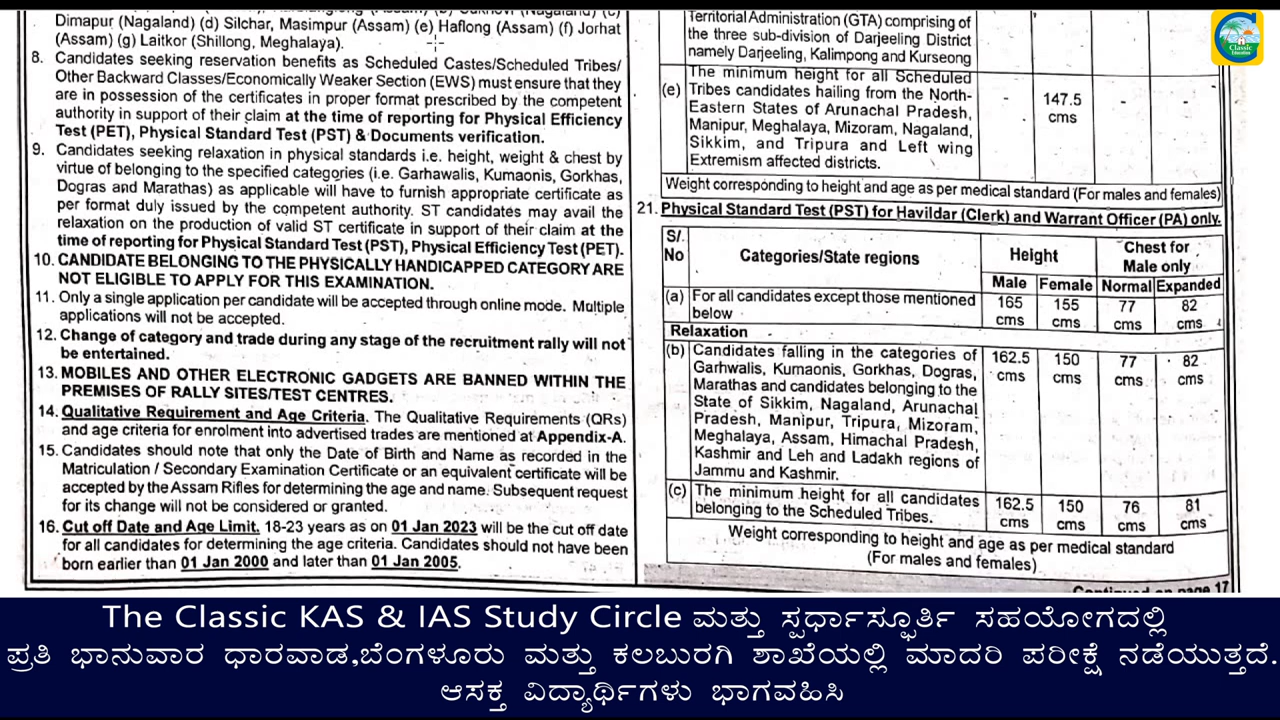 Dimapur (Nagaland) (d) Silchar, Masimpur (Assam) (e) Haflong (Assam) (f) Jorhat
(Assam) (g) Laitkor (Shillong, Meghalaya).
8. Candidates seeking reservation benefits as Scheduled Castes/Scheduled Tribes/
Other Backward Classes/Economically Weaker Section (EWS) must ensure that they
are in possession of the certificates in proper format prescribed by the competent
authority in support of their claim at the time of reporting for Physical Efficiency
Test (PET), Physical Standard Test (PST) & Documents verification.
9. Candidates seeking relaxation in physical standards i.e. height, weight & chest by
virtue of belonging to the specified categories (i.e. Garhawalis, Kumaonis, Gorkhas,
Dogras and Marathas) as applicable will have to furnish appropriate certificate as
per format duly issued by the competent authority. ST candidates may avail the
relaxation on the production of valid ST certificate in support of their claim at the
time of reporting for Physical Standard Test (PST), Physical Efficiency Test (PET).
10. CANDIDATE BELONGING TO THE PHYSICALLY HANDICAPPED CATEGORY ARE
NOT ELIGIBLE TO APPLY FOR THIS EXAMINATION.
11. Only a single application per candidate will be accepted through online mode. Multiple
applications will not be accepted.
12. Change of category and trade during any stage of the recruitment rally will not
be entertained.
13. MOBILES AND OTHER ELECTRONIC GADGETS ARE BANNED WITHIN THE
PREMISES OF RALLY SITES/TEST CENTRES.
14. Qualitative Requirement and Age Criteria. The Qualitative Requirements (QRs)
and age criteria for enrolment into advertised trades are mentioned at Appendix-A.
15. Candidates should note that only the Date of Birth and Name as recorded in the
Matriculation / Secondary Examination Certificate or an equivalent certificate will be
accepted by the Assam Rifles for determining the age and name. Subsequent request
for its change will not be considered or granted.
16. Cut off Date and Age Limit. 18-23 years as on 01 Jan 2023 will be the cut off date
for all candidates for determining the age criteria. Candidates should not have been
born earlier than 01 Jan 2000 and later than 01 Jan 2005.
Territorial Administration (GTA) comprising of
the three sub-division of Darjeeling District
namely Darjeeling, Kalimpong and Kurseong
(e) The minimum height for all Scheduled
Tribes candidates hailing from the North-
Eastern States of Arunachal Pradesh,
Manipur, Meghalaya, Mizoram, Nagaland,
Sikkim, and Tripura and Left wing
Extremism affected districts.
- 147.5 cms - -
Weight corresponding to height and age as per medical standard (For males and females)
21. Physical Standard Test (PST) for Havildar (Clerk) and Warrant Officer (PA) only.
S/. No Categories/State regions Height Chest for Male only
Male Female Normal Expanded
(a) For all candidates except those mentioned
below
165 cms 155 cms 77 cms 82 cms
Relaxation
(b) Candidates falling in the categories of
Garhwalis, Kumaonis, Gorkhas, Dogras,
Marathas and candidates belonging to the
State of Sikkim, Nagaland, Arunachal
Pradesh, Manipur, Tripura, Mizoram,
Meghalaya, Assam, Himachal Pradesh,
Kashmir and Leh and Ladakh regions of
Jammu and Kashmir.
162.5 cms 150 cms 77 cms 82 cms
(c) The minimum height for all candidates
belonging to the Scheduled Tribes.
162.5 cms 150 cms 76 cms 81 cms
Weight corresponding to height and age as per medical standard
(For males and females)
Continued on page 17
Classic
Education
The Classic KAS & IAS Study Circle ಮತ್ತು ಸ್ಪರ್ಧಾಸ್ಫೂರ್ತಿ ಸಹಯೋಗದಲ್ಲಿ
ಪ್ರತಿ ಭಾನುವಾರ ಧಾರವಾಡ,ಬೆಂಗಳೂರು ಮತ್ತು ಕಲಬುರಗಿ ಶಾಖೆಯಲ್ಲಿ ಮಾದರಿ ಪರೀಕ್ಷೆ ನಡೆಯುತ್ತದೆ.
ಆಸಕ್ತ ವಿದ್ಯಾರ್ಥಿಗಳು ಭಾಗವಹಿಸಿ